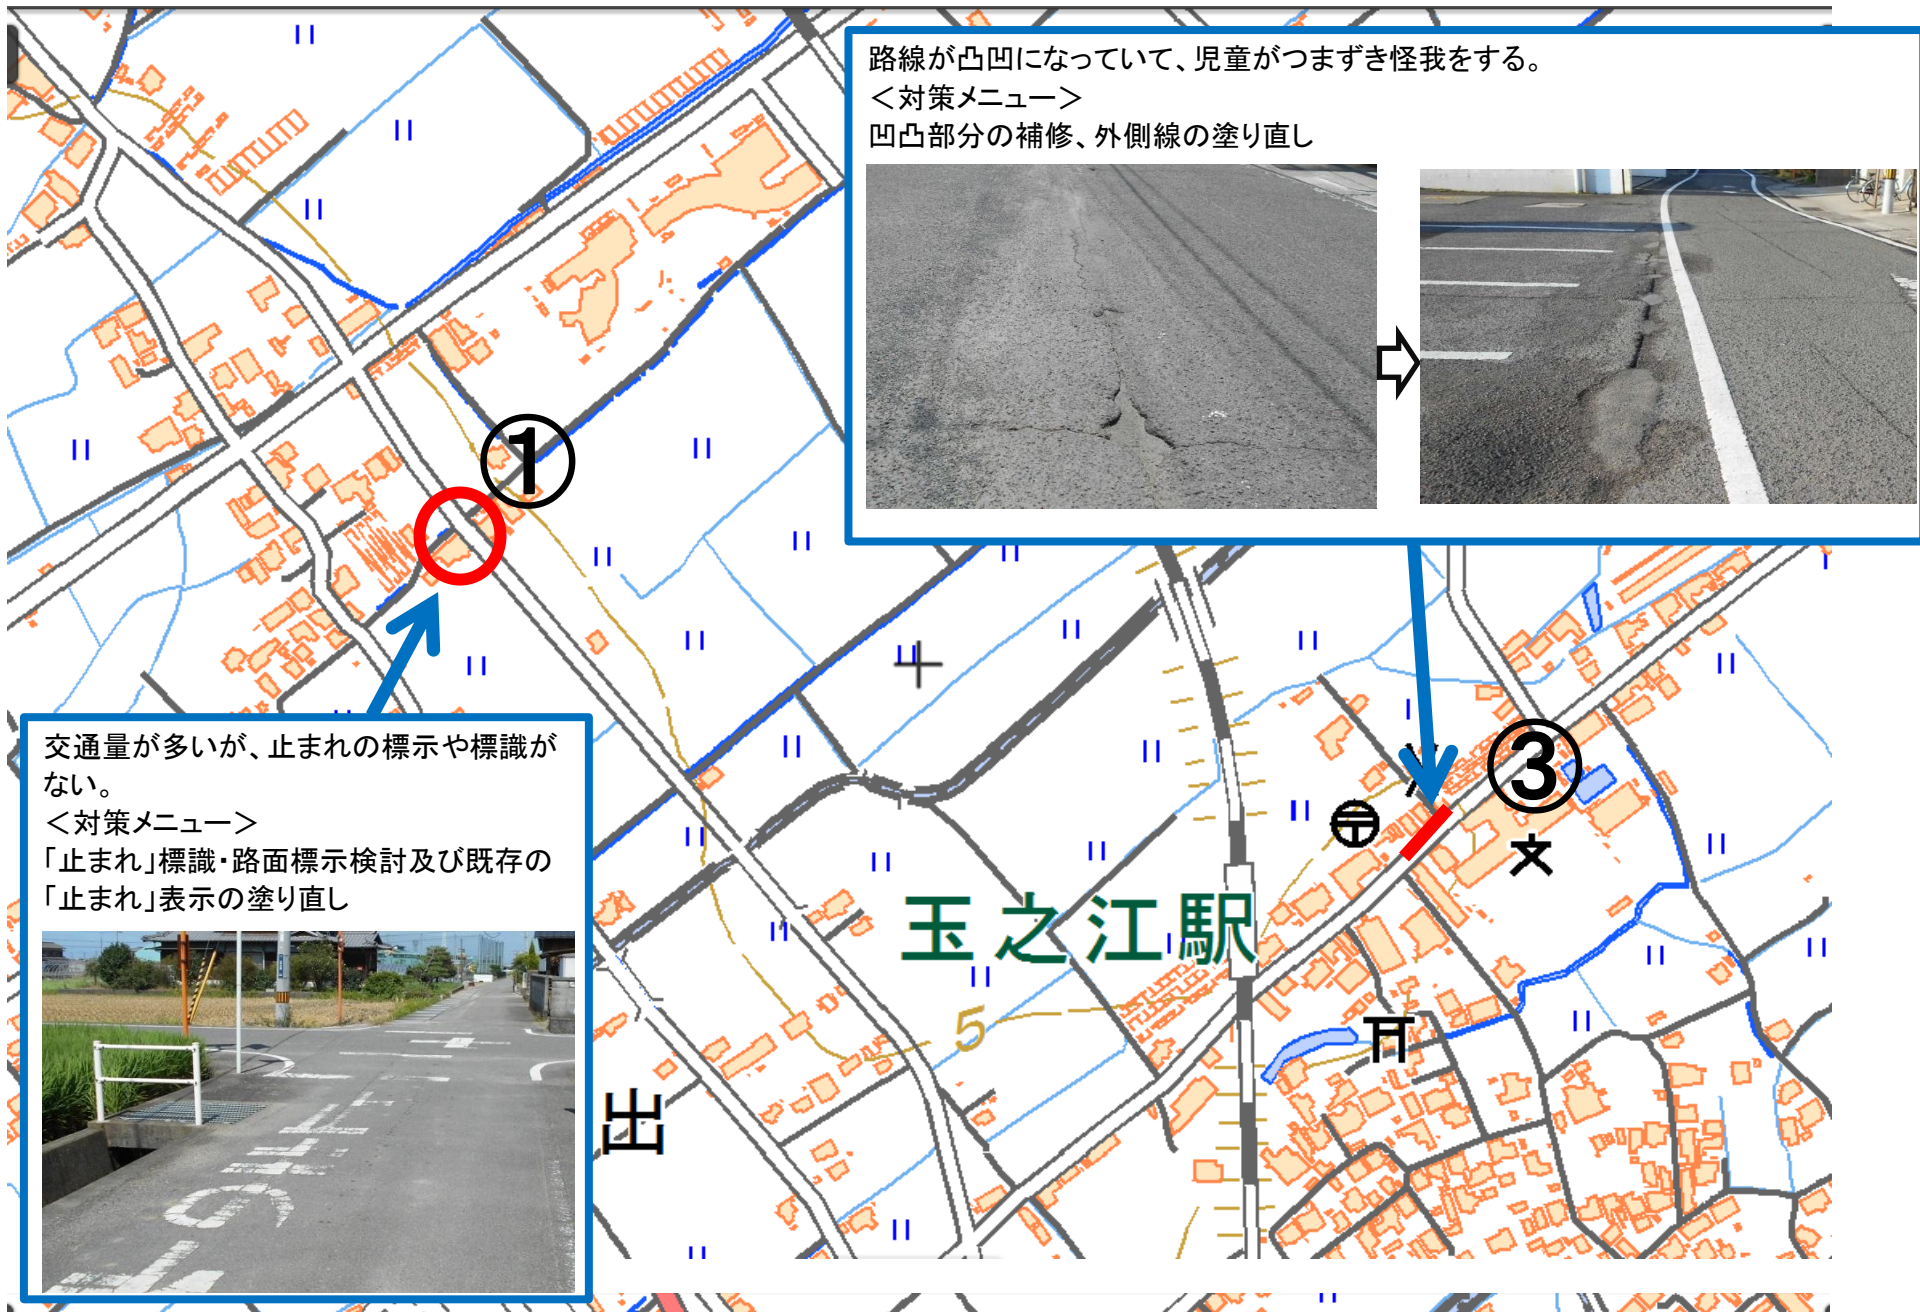 路線が凸凹になっていて、児童がつまずき怪我をする。
＜対策メニュー＞
凹凸部分の補修、外側線の塗り直し
①
③
交通量が多いが、止まれの標示や標識が
ない。
＜対策メニュー＞
「止まれ」標識・路面標示検討及び既存の
「止まれ」表示の塗り直し
玉之江駅
5
出
止まれ